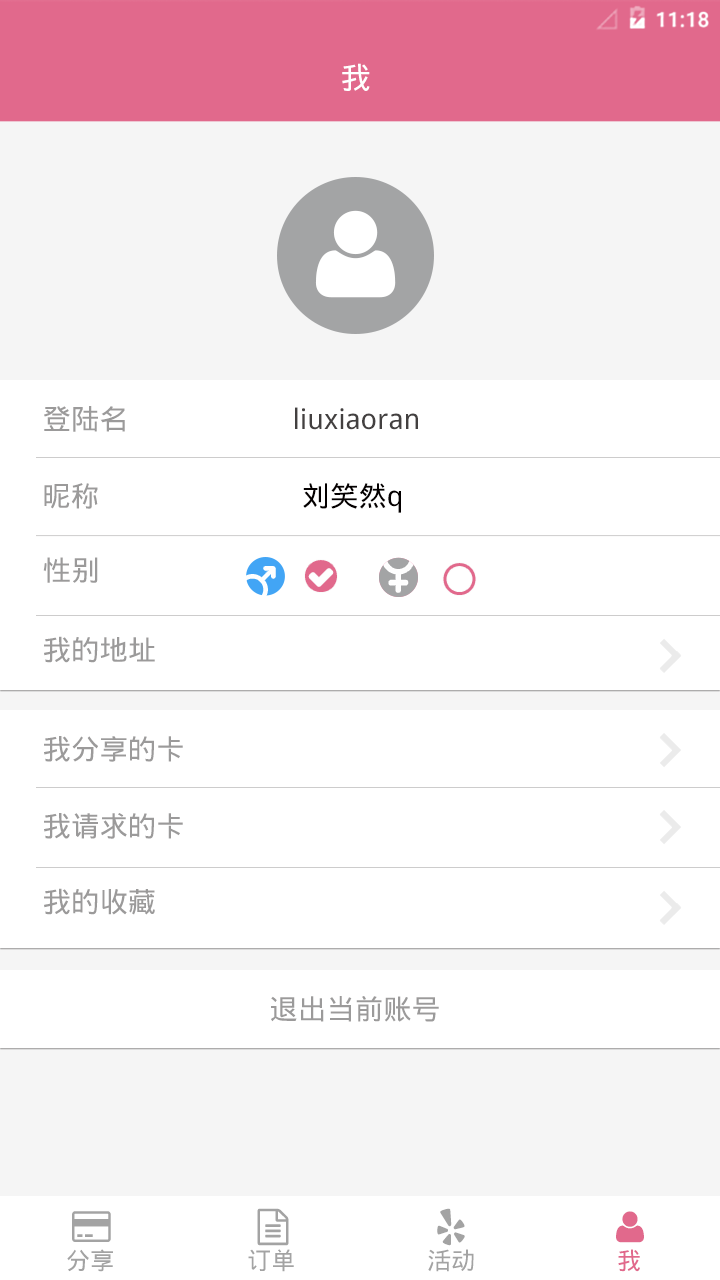 11:18
我
登陆名 liuxiaoran
昵称 刘笑然q
性别
我的地址
我分享的卡
我请求的卡
我的收藏
退出当前账号
分享 订单 活动 我